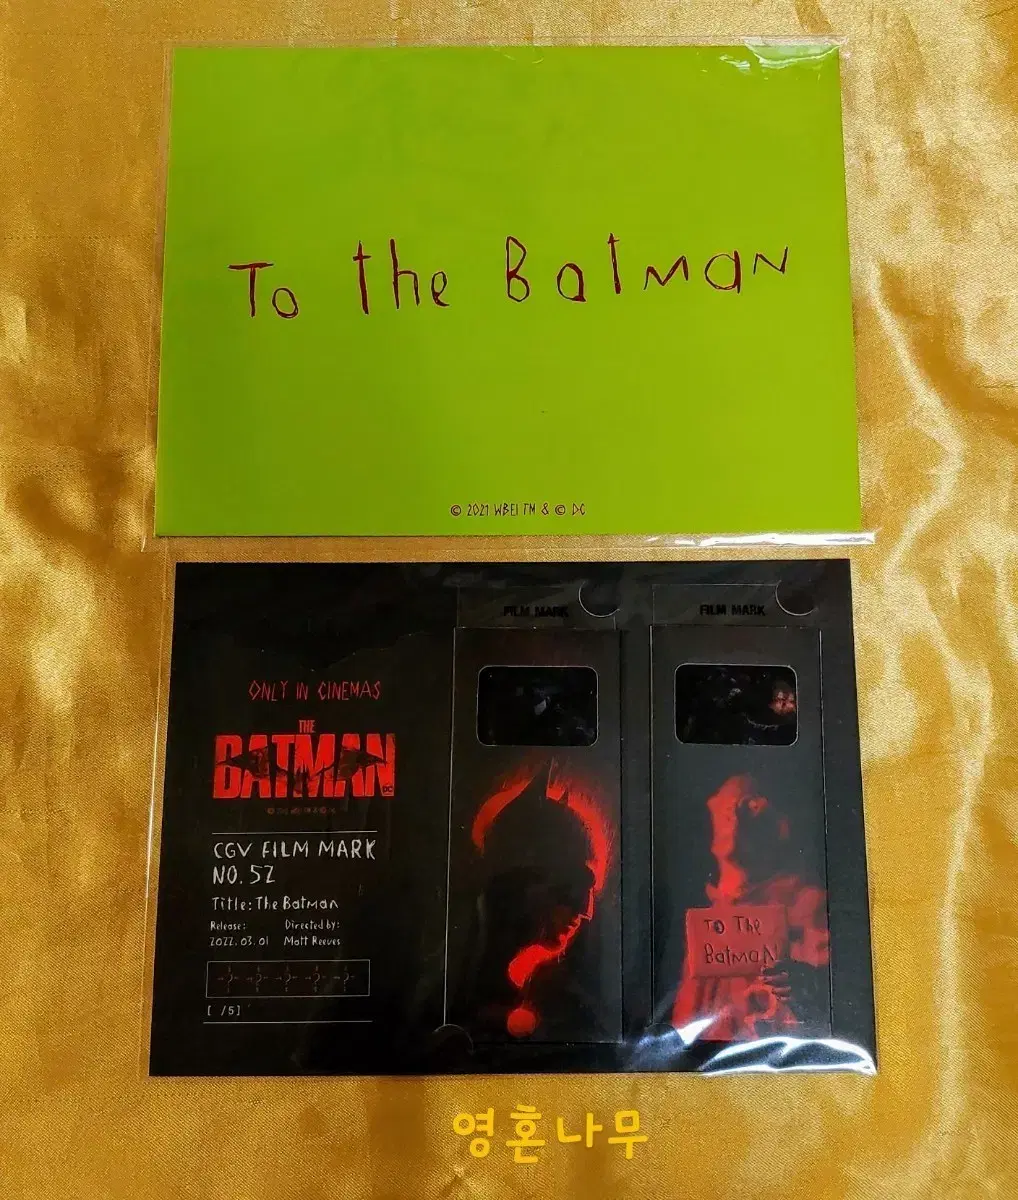 To the Batman
© 2021 WBEI TM & © DC
FILM MARK
FILM MARK
ONLY IN CINEMAS
THE
BATMAN
DC
CGV FILM MARK
NO. 52
Title: The Batman
Release: Directed by:
2022. 03. 01 Matt Reeves
[ /5]
TO The
BatmaN
영혼나무